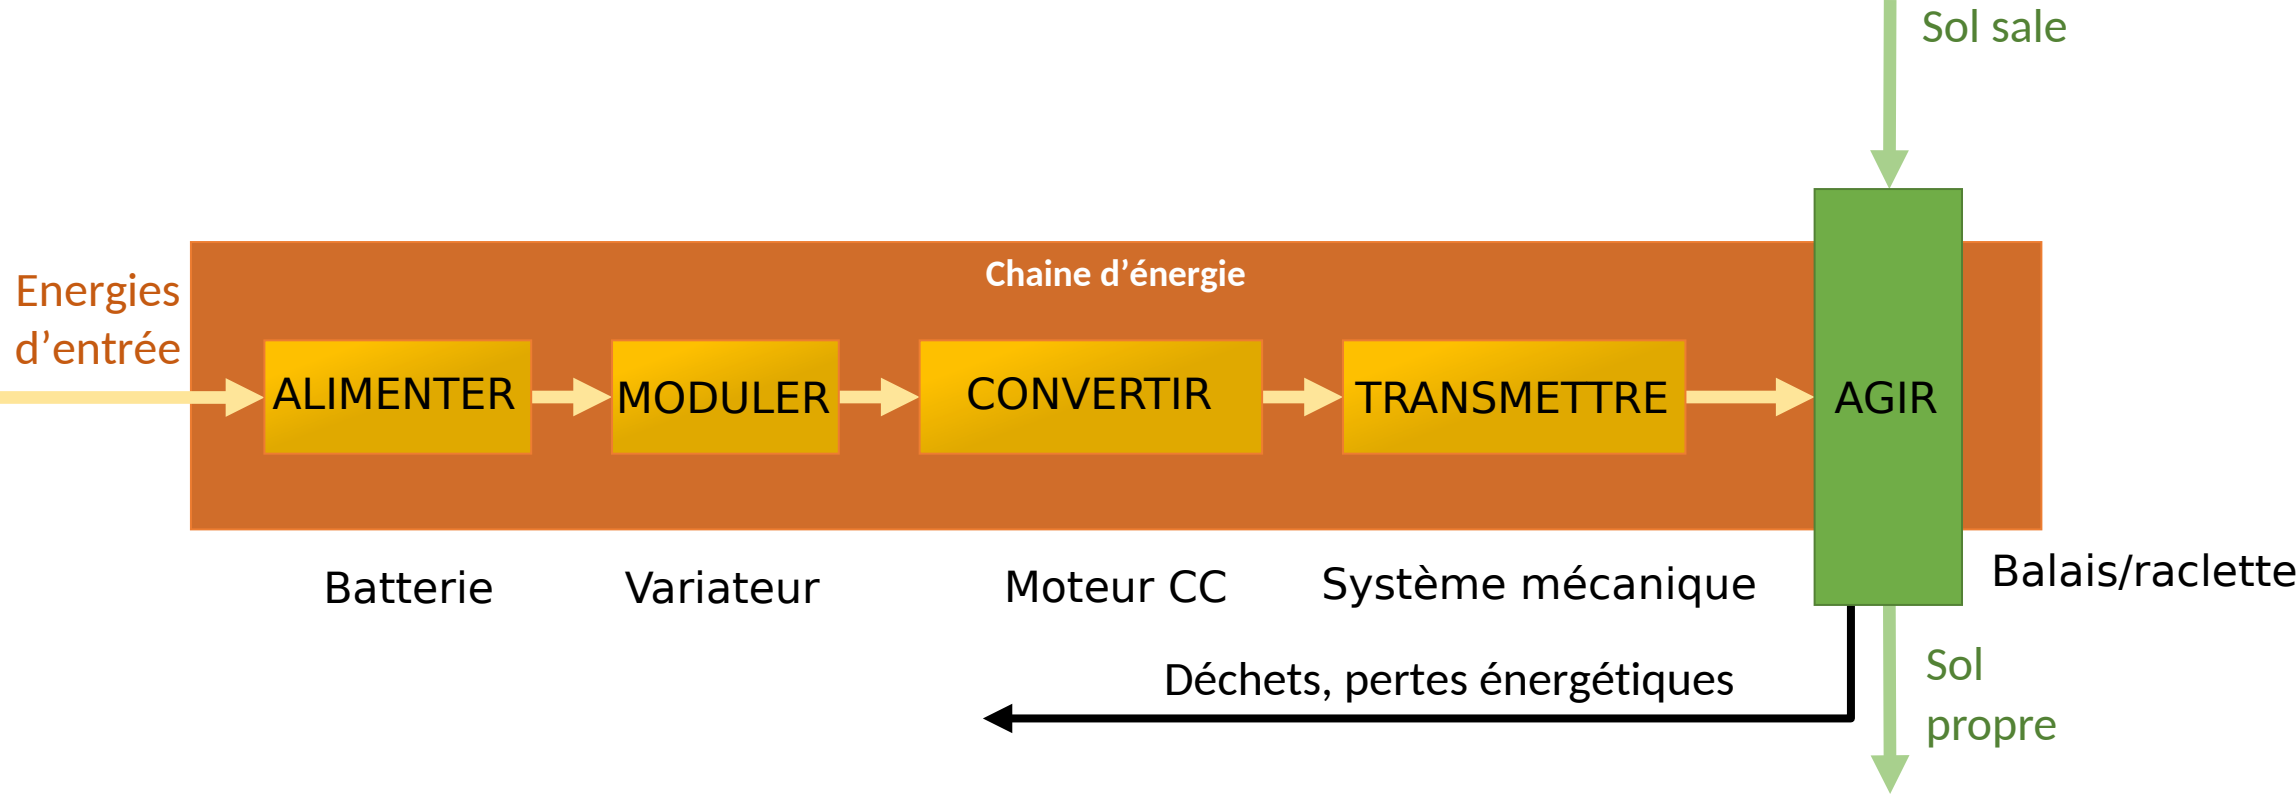 Sol sale
Chaine d’énergie
Energies
d’entrée
ALIMENTER
MODULER
CONVERTIR
TRANSMETTRE
AGIR
Batterie
Variateur
Moteur CC
Système mécanique
Balais/raclette
Déchets, pertes énergétiques
Sol
propre